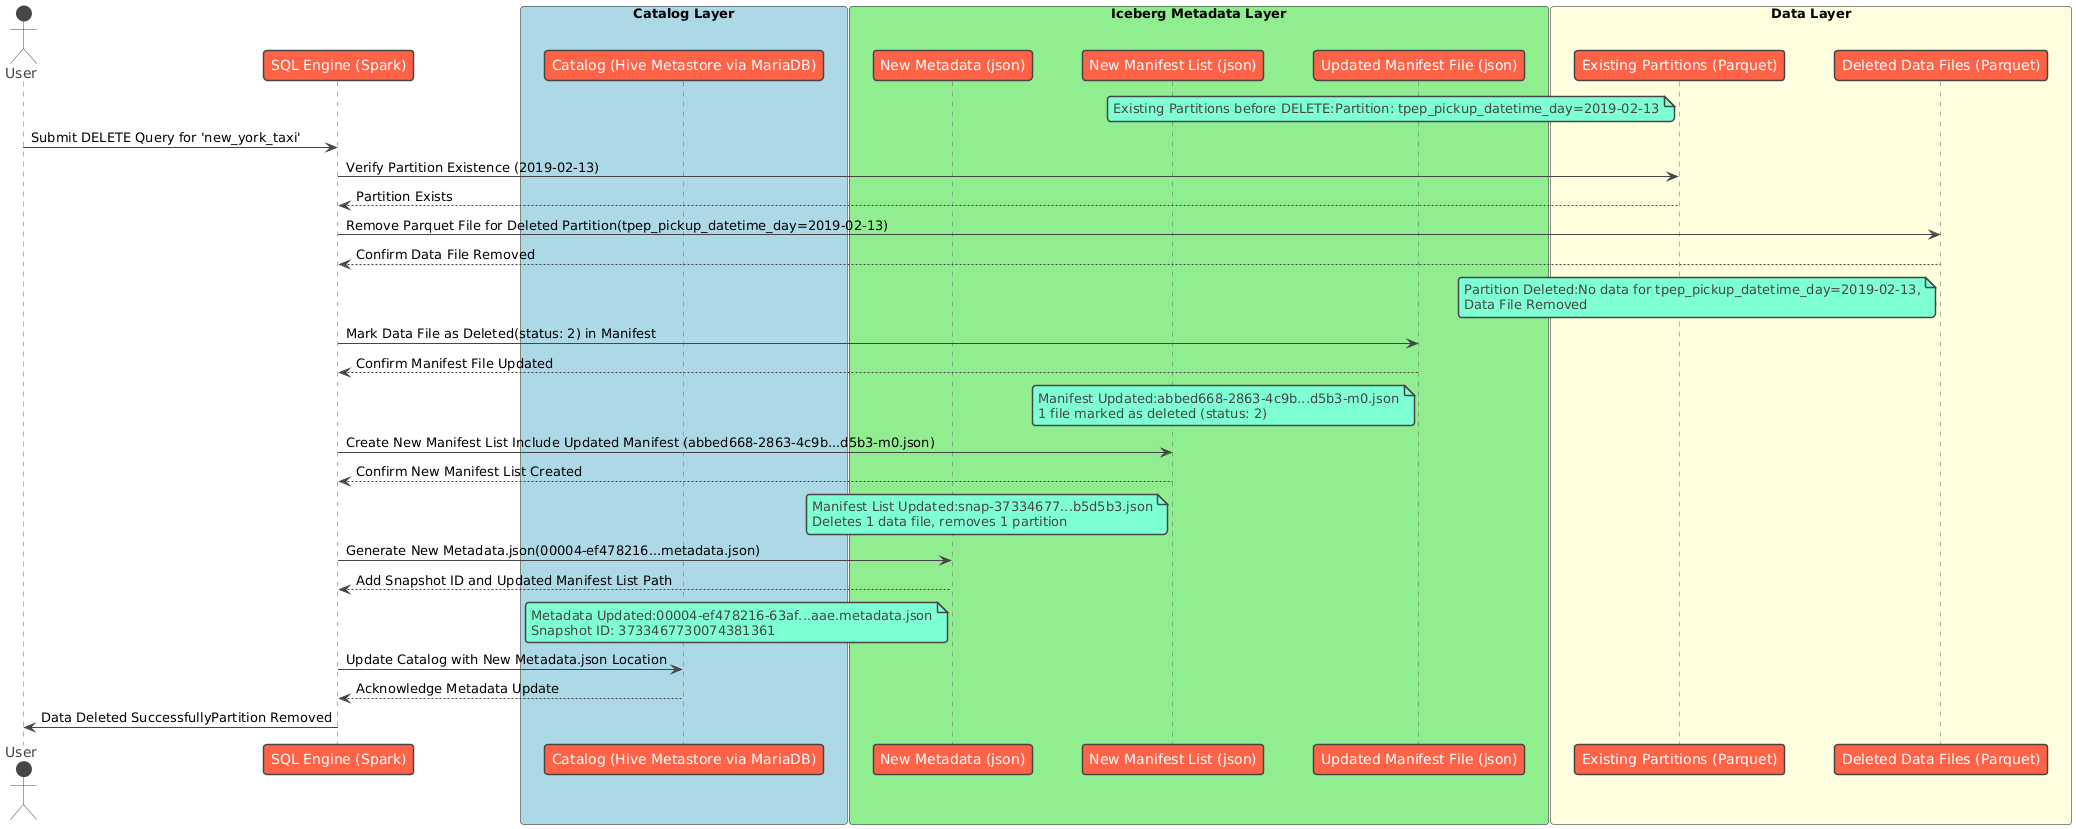 Catalog Layer
Iceberg Metadata Layer
Data Layer
User
SQL Engine (Spark)
Catalog (Hive Metastore via MariaDB)
New Metadata (json)
New Manifest List (json)
Updated Manifest File (json)
Existing Partitions (Parquet)
Deleted Data Files (Parquet)
Existing Partitions before DELETE:Partition: tpep_pickup_datetime_day=2019-02-13
Submit DELETE Query for 'new_york_taxi'
Verify Partition Existence (2019-02-13)
Partition Exists
Remove Parquet File for Deleted Partition(tpep_pickup_datetime_day=2019-02-13)
Confirm Data File Removed
Partition Deleted:No data for tpep_pickup_datetime_day=2019-02-13,
Data File Removed
Mark Data File as Deleted(status: 2) in Manifest
Confirm Manifest File Updated
Manifest Updated:abbed668-2863-4c9b...d5b3-m0.json
1 file marked as deleted (status: 2)
Create New Manifest List Include Updated Manifest (abbed668-2863-4c9b...d5b3-m0.json)
Confirm New Manifest List Created
Manifest List Updated:snap-37334677...b5d5b3.json
Deletes 1 data file, removes 1 partition
Generate New Metadata.json(00004-ef478216...metadata.json)
Add Snapshot ID and Updated Manifest List Path
Metadata Updated:00004-ef478216-63af...aae.metadata.json
Snapshot ID: 3733467730074381361
Update Catalog with New Metadata.json Location
Acknowledge Metadata Update
Data Deleted SuccessfullyPartition Removed
User
SQL Engine (Spark)
Catalog (Hive Metastore via MariaDB)
New Metadata (json)
New Manifest List (json)
Updated Manifest File (json)
Existing Partitions (Parquet)
Deleted Data Files (Parquet)